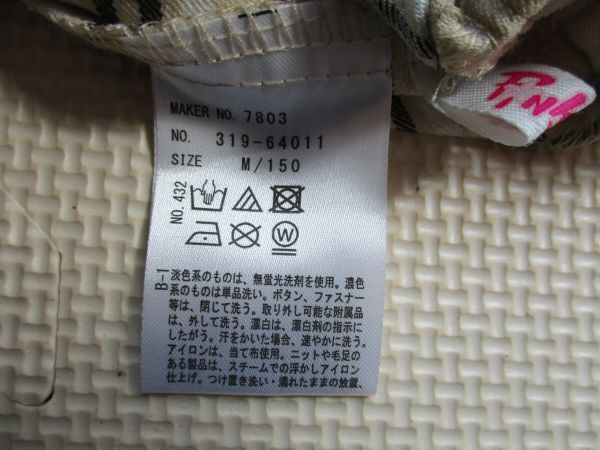 MAKER NO. 7803
NO. 319-64011
SIZE M/150
NO.432
W
B-1
淡色系のものは、無蛍光洗剤を使用。濃色
系のものは単品洗い。ボタン、ファスナー
等は、閉じて洗う。取り外し可能な附属品
は、外して洗う。漂白は、漂白剤の指示に
したがう。汗をかいた場合、速やかに洗う。
アイロンは、当て布使用。ニットや毛足の
ある製品は、スチームでの浮かしアイロン
仕上げ。つけ置き洗い・濡れたままの放置、